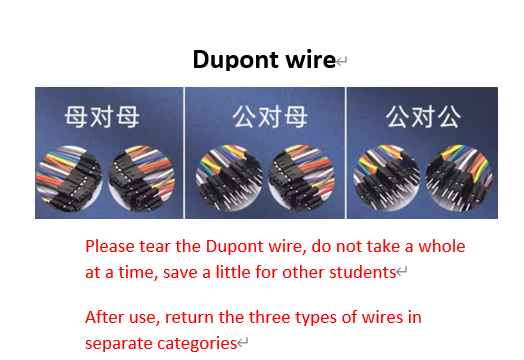 Dupont wire
母对母 公对母 公对公
Please tear the Dupont wire, do not take a whole
at a time, save a little for other students
After use, return the three types of wires in
separate categories